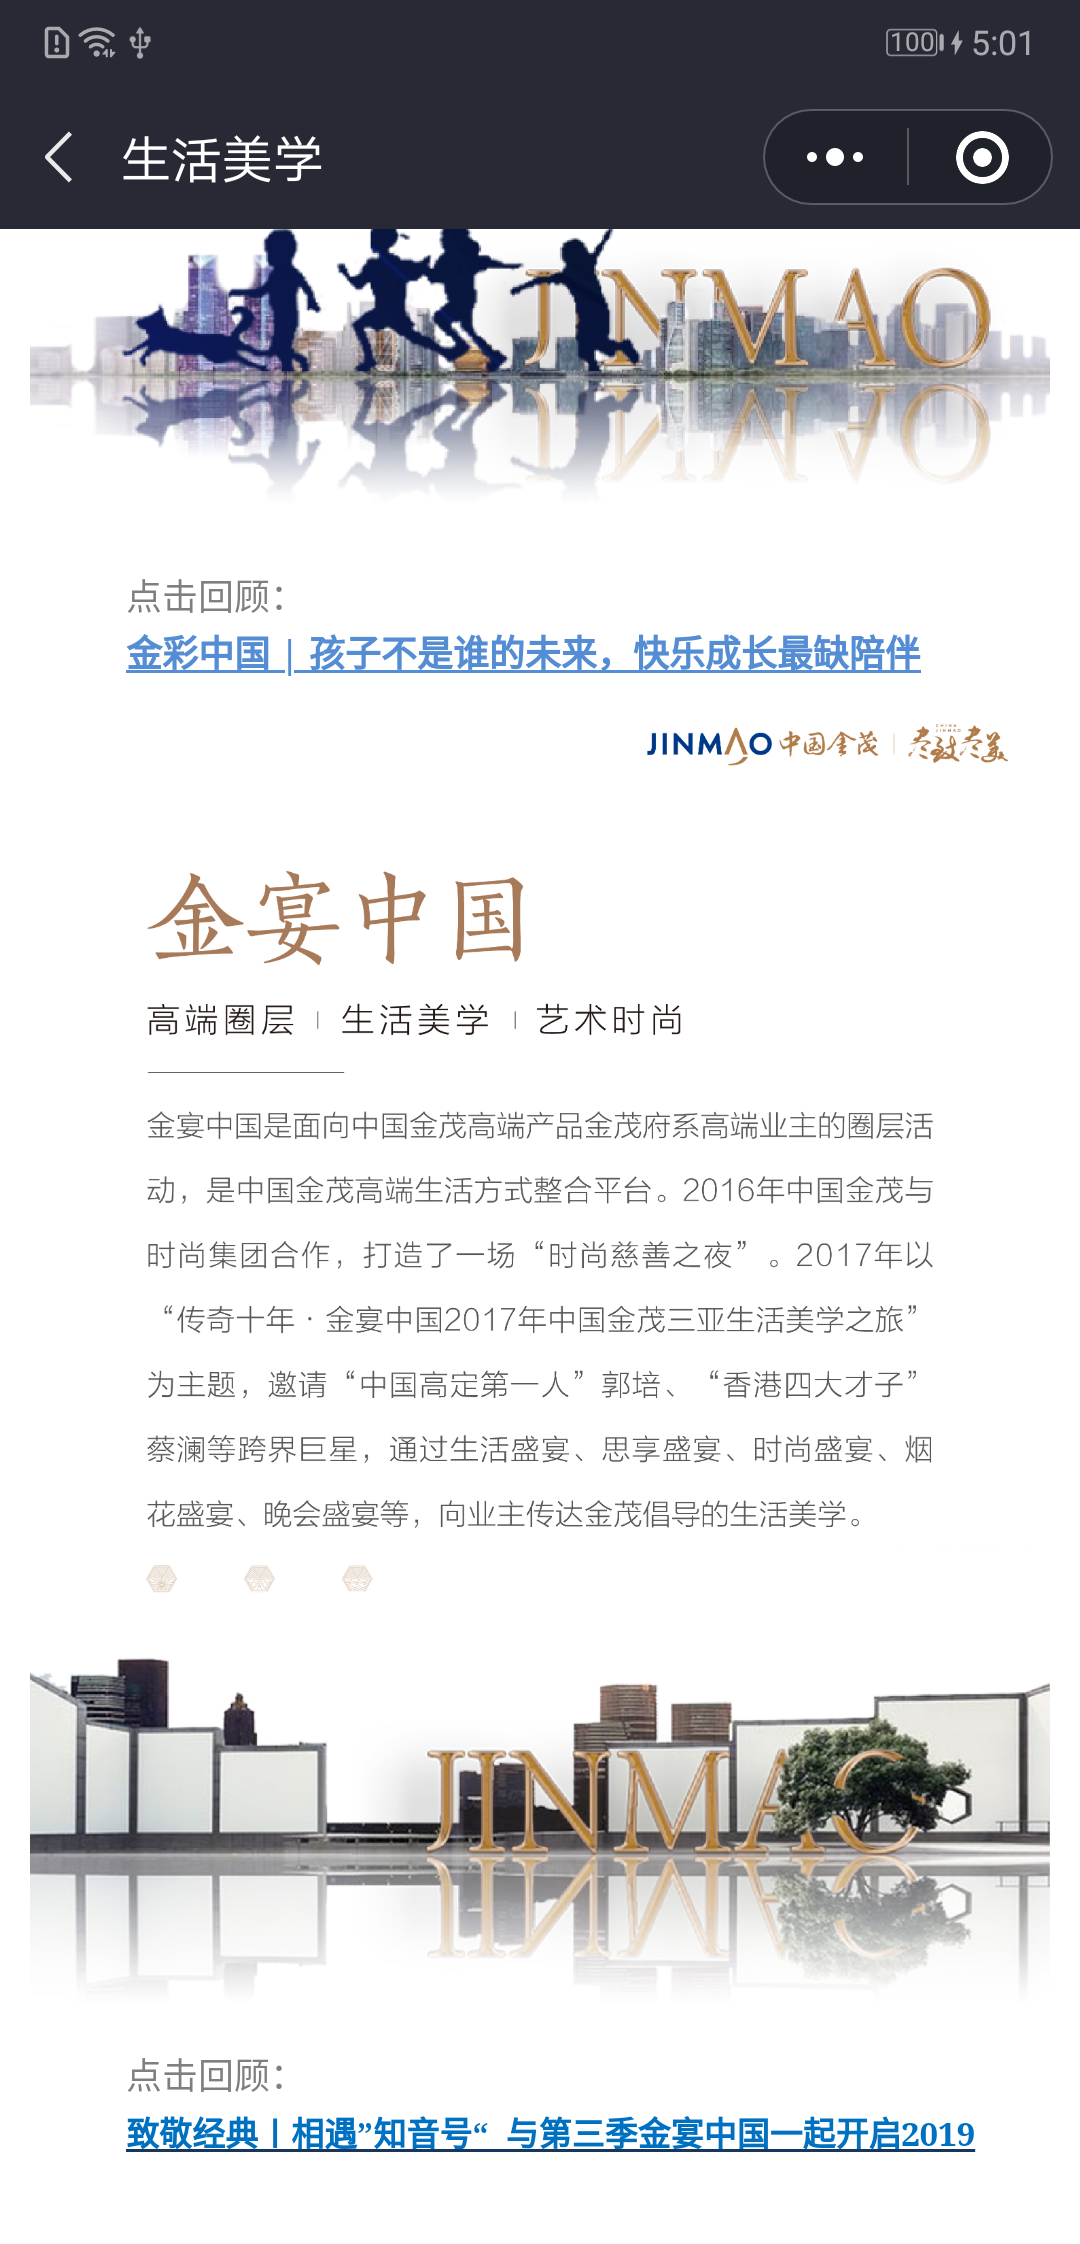 100 5:01
生活美学
JINMAO
点击回顾：
金彩中国 | 孩子不是谁的未来，快乐成长最缺陪伴
JINMAO 中国金茂 | CHINA JINMAO 尽致尽美
金宴中国
高端圈层 | 生活美学 | 艺术时尚
金宴中国是面向中国金茂高端产品金茂府系高端业主的圈层活
动，是中国金茂高端生活方式整合平台。2016年中国金茂与
时尚集团合作，打造了一场“时尚慈善之夜”。2017年以
“传奇十年·金宴中国2017年中国金茂三亚生活美学之旅”
为主题，邀请“中国高定第一人”郭培、“香港四大才子”
蔡澜等跨界巨星，通过生活盛宴、思享盛宴、时尚盛宴、烟
花盛宴、晚会盛宴等，向业主传达金茂倡导的生活美学。
JINMAO
点击回顾：
致敬经典丨相遇”知音号“ 与第三季金宴中国一起开启2019